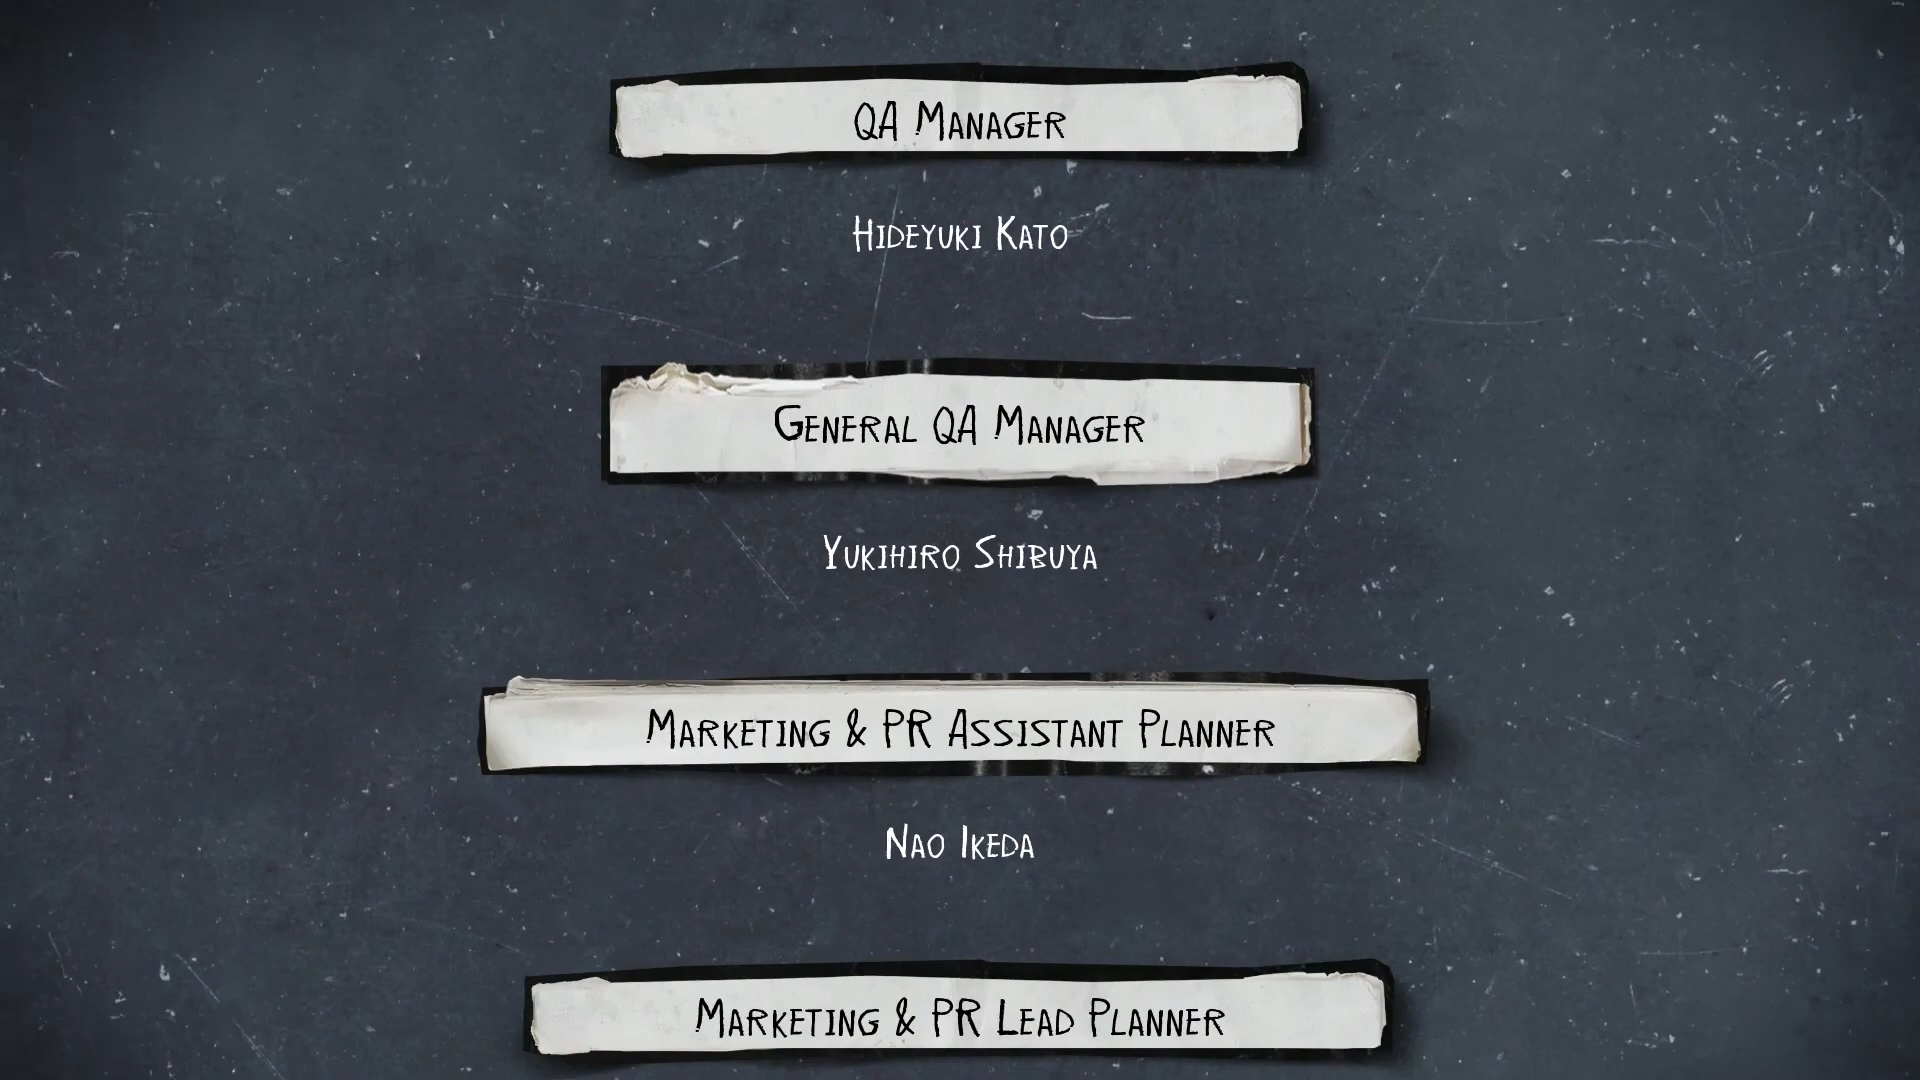 QA Manager
Hideyuki Kato
General QA Manager
Yukihiro Shibuya
Marketing & PR Assistant Planner
Nao Ikeda
Marketing & PR Lead Planner